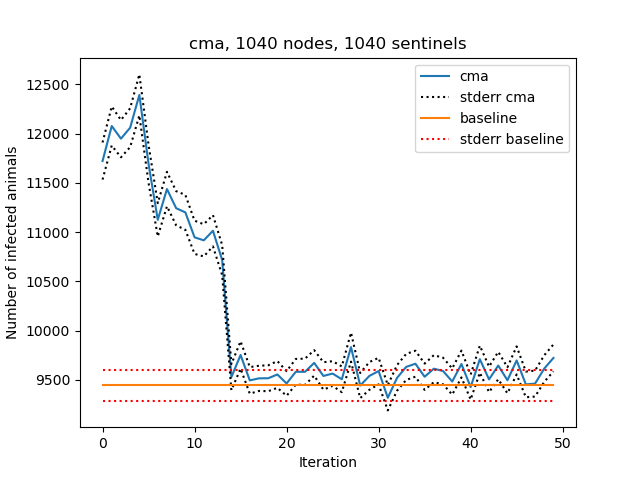 cma, 1040 nodes, 1040 sentinels
cma
stderr cma
baseline
stderr baseline
Number of infected animals
12500
12000
11500
11000
10500
10000
9500
0 10 20 30 40 50
Iteration